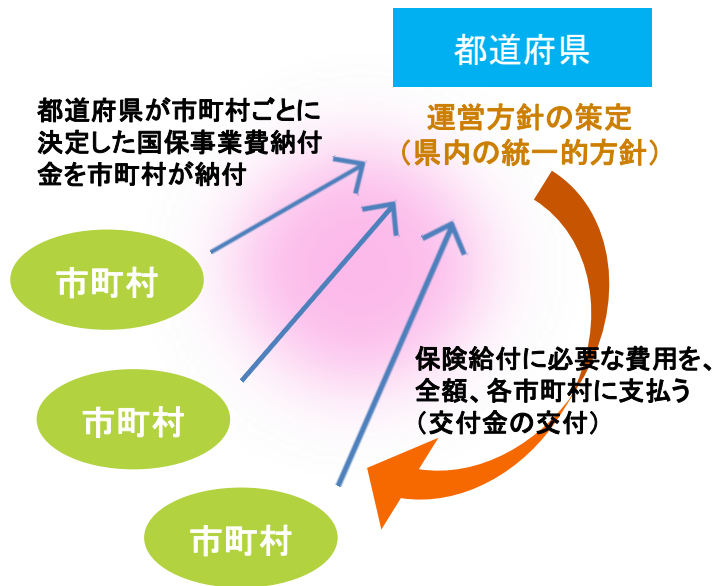 都道府県
運営方針の策定
（県内の統一的方針）
都道府県が市町村ごとに
決定した国保事業費納付
金を市町村が納付
市町村
保険給付に必要な費用を、
全額、各市町村に支払う
（交付金の交付）
市町村
市町村